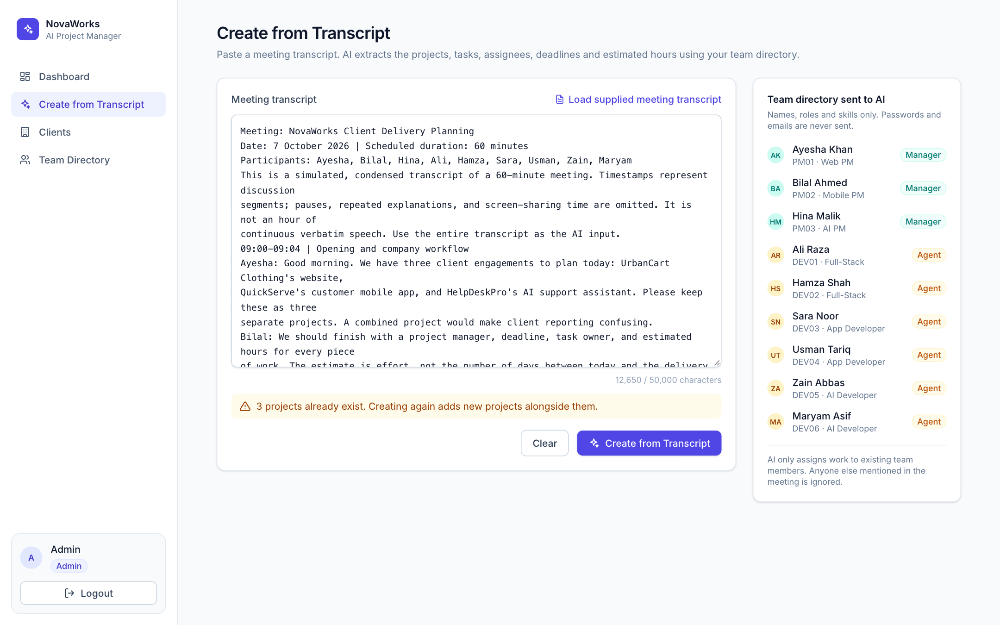 NovaWorks
AI Project Manager
Dashboard
Create from Transcript
Clients
Team Directory
A
Admin
Admin
Logout
Create from Transcript
Paste a meeting transcript. AI extracts the projects, tasks, assignees, deadlines and estimated hours using your team directory.
Meeting transcript
Load supplied meeting transcript
Meeting: NovaWorks Client Delivery Planning
Date: 7 October 2026 | Scheduled duration: 60 minutes
Participants: Ayesha, Bilal, Hina, Ali, Hamza, Sara, Usman, Zain, Maryam
This is a simulated, condensed transcript of a 60-minute meeting. Timestamps represent
discussion
segments; pauses, repeated explanations, and screen-sharing time are omitted. It is
not an hour of
continuous verbatim speech. Use the entire transcript as the AI input.
09:00-09:04 | Opening and company workflow
Ayesha: Good morning. We have three client engagements to plan today: UrbanCart
Clothing's website,
QuickServe's customer mobile app, and HelpDeskPro's AI support assistant. Please keep
these as three
separate projects. A combined project would make client reporting confusing.
Bilal: We should finish with a project manager, deadline, task owner, and estimated
hours for every piece
of work. The estimate is effort, not the number of days between today and the delivery
12,650 / 50,000 characters
3 projects already exist. Creating again adds new projects alongside them.
Clear
Create from Transcript
Team directory sent to AI
Names, roles and skills only. Passwords and
emails are never sent.
AK
Ayesha Khan
PM01 · Web PM
Manager
BA
Bilal Ahmed
PM02 · Mobile PM
Manager
HM
Hina Malik
PM03 · AI PM
Manager
AR
Ali Raza
DEV01 · Full-Stack
Agent
HS
Hamza Shah
DEV02 · Full-Stack
Agent
SN
Sara Noor
DEV03 · App Developer
Agent
UT
Usman Tariq
DEV04 · App Developer
Agent
ZA
Zain Abbas
DEV05 · AI Developer
Agent
MA
Maryam Asif
DEV06 · AI Developer
Agent
AI only assigns work to existing team
members. Anyone else mentioned in the
meeting is ignored.